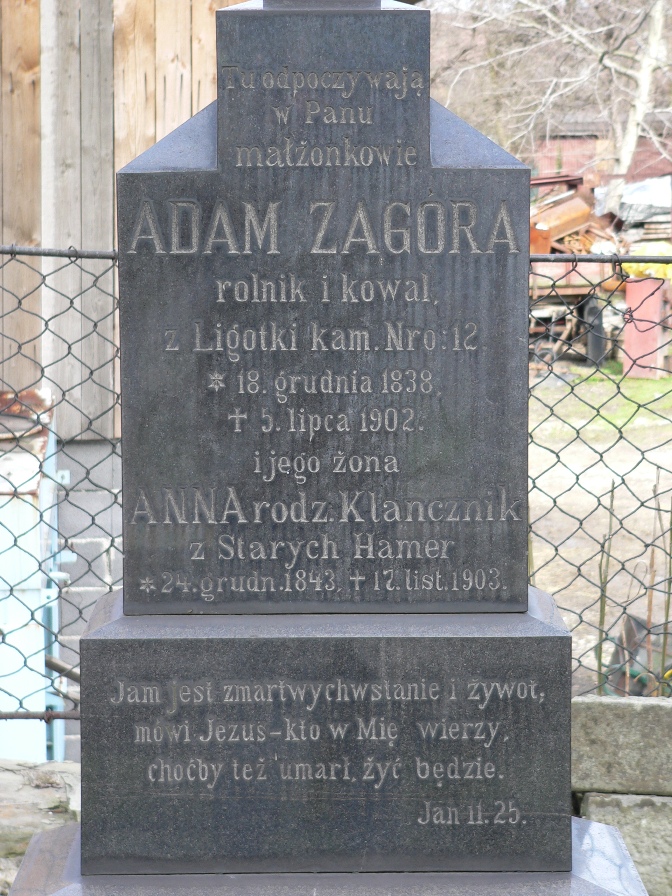 Tu odpoczywają
w Panu
małżonkowie
ADAM ZAGÓRA
rolnik i kowal,
z Ligotki kam. Nro: 12
* 18. grudnia 1838,
† 5. lipca 1902.
i jego żona
ANNA rodz. Kłancznik
z Starych Hamer
* 24. grudn. 1843. † 17. list. 1903.
Jam jest zmartwychwstanie i żywot,
mówi Jezus – kto w Mię wierzy,
choćby też umarł, żyć będzie.
Jan 11. 25.